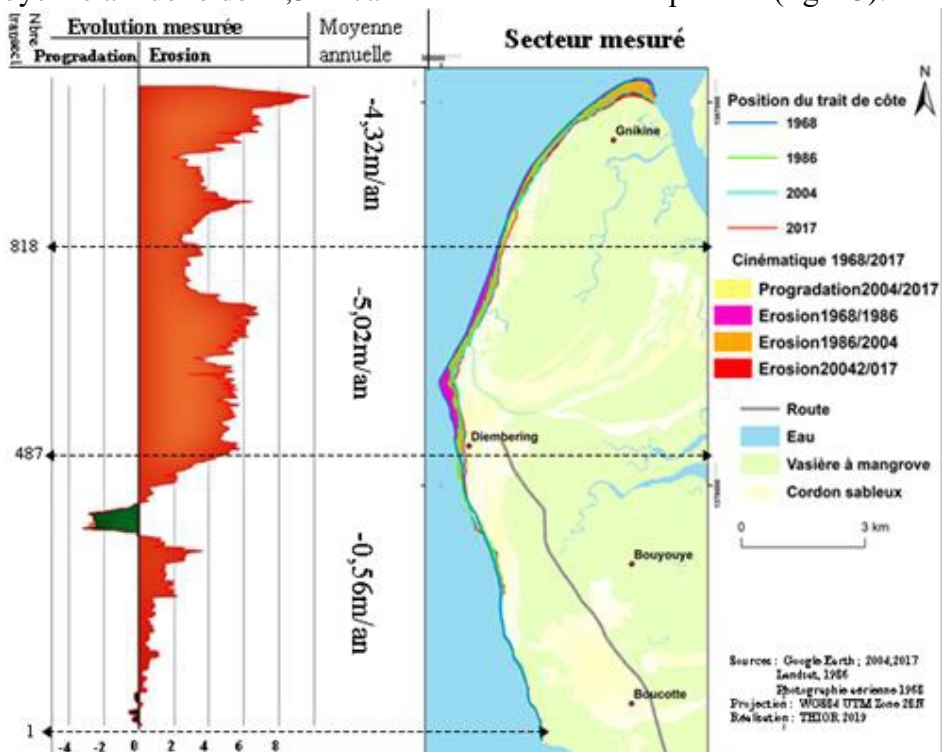 Nbre
transect
Evolution mesurée
Progradation
Erosion
Moyenne
annuelle
Secteur mesuré
-4,32m/an
818
-5,02m/an
487
-0,56m/an
1
-4 -2 0 2 4 6 8
Gnikine
Diembering
Bouyouye
Boucotte
N
Position du trait de côte
1968
1986
2004
2017
Cinématique 1968/2017
Progradation2004/2017
Erosion1968/1986
Erosion1986/2004
Erosion20042/017
Route
Eau
Vasière à mangrove
Cordon sableux
0 3 km
Sources : Google Earth ; 2004,2017
Landsat, 1986
Photographie aérienne 1968
Projection : WGS84 UTM Zone 28N
Réalisation : THIOR 2019